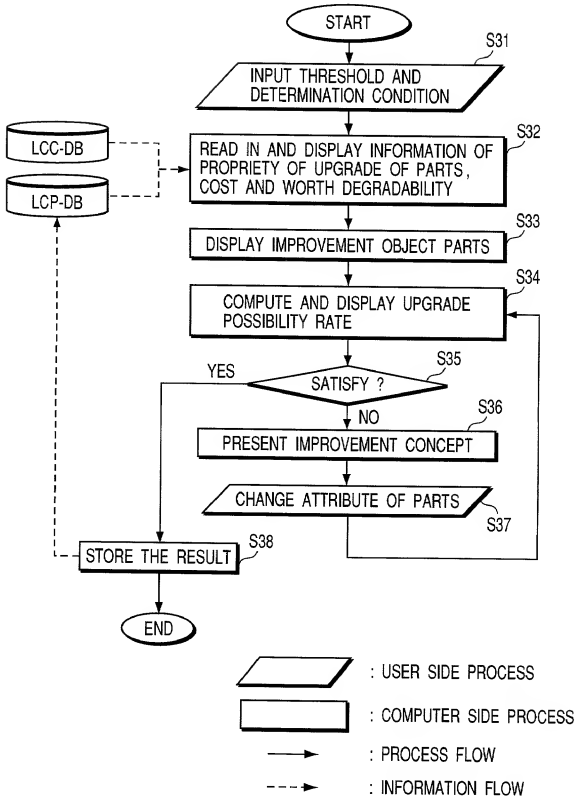 START
S31
INPUT THRESHOLD AND
DETERMINATION CONDITION
LCC-DB
LCP-DB
S32
READ IN AND DISPLAY INFORMATION OF
PROPRIETY OF UPGRADE OF PARTS,
COST AND WORTH DEGRADABILITY
S33
DISPLAY IMPROVEMENT OBJECT PARTS
S34
COMPUTE AND DISPLAY UPGRADE
POSSIBILITY RATE
S35
YES
SATISFY ?
NO
S36
PRESENT IMPROVEMENT CONCEPT
CHANGE ATTRIBUTE OF PARTS
S37
S38
STORE THE RESULT
END
: USER SIDE PROCESS
: COMPUTER SIDE PROCESS
: PROCESS FLOW
: INFORMATION FLOW